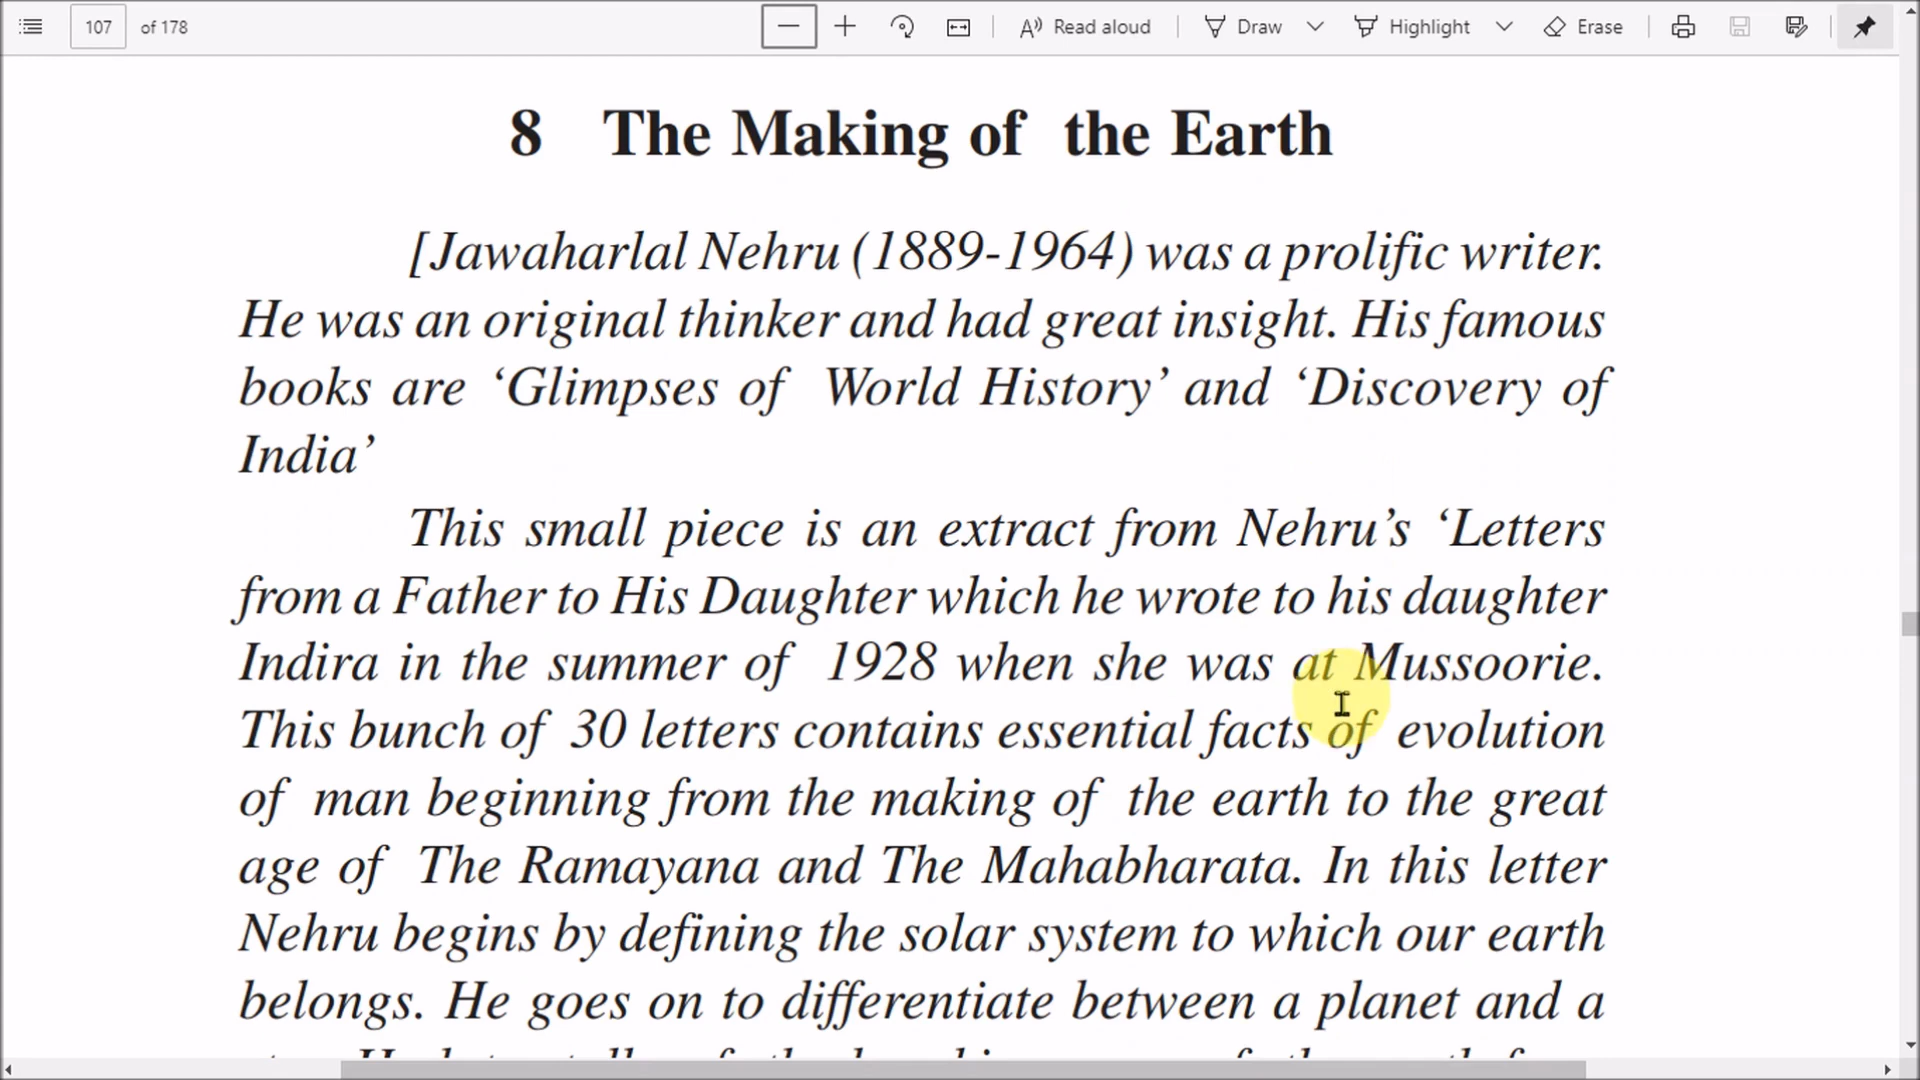 107 of 178 Read aloud Draw Highlight Erase
8 The Making of the Earth
[Jawaharlal Nehru (1889-1964) was a prolific writer.
He was an original thinker and had great insight. His famous
books are ‘Glimpses of World History’ and ‘Discovery of
India’
This small piece is an extract from Nehru’s ‘Letters
from a Father to His Daughter which he wrote to his daughter
Indira in the summer of 1928 when she was at Mussoorie.
This bunch of 30 letters contains essential facts of evolution
of man beginning from the making of the earth to the great
age of The Ramayana and The Mahabharata. In this letter
Nehru begins by defining the solar system to which our earth
belongs. He goes on to differentiate between a planet and a